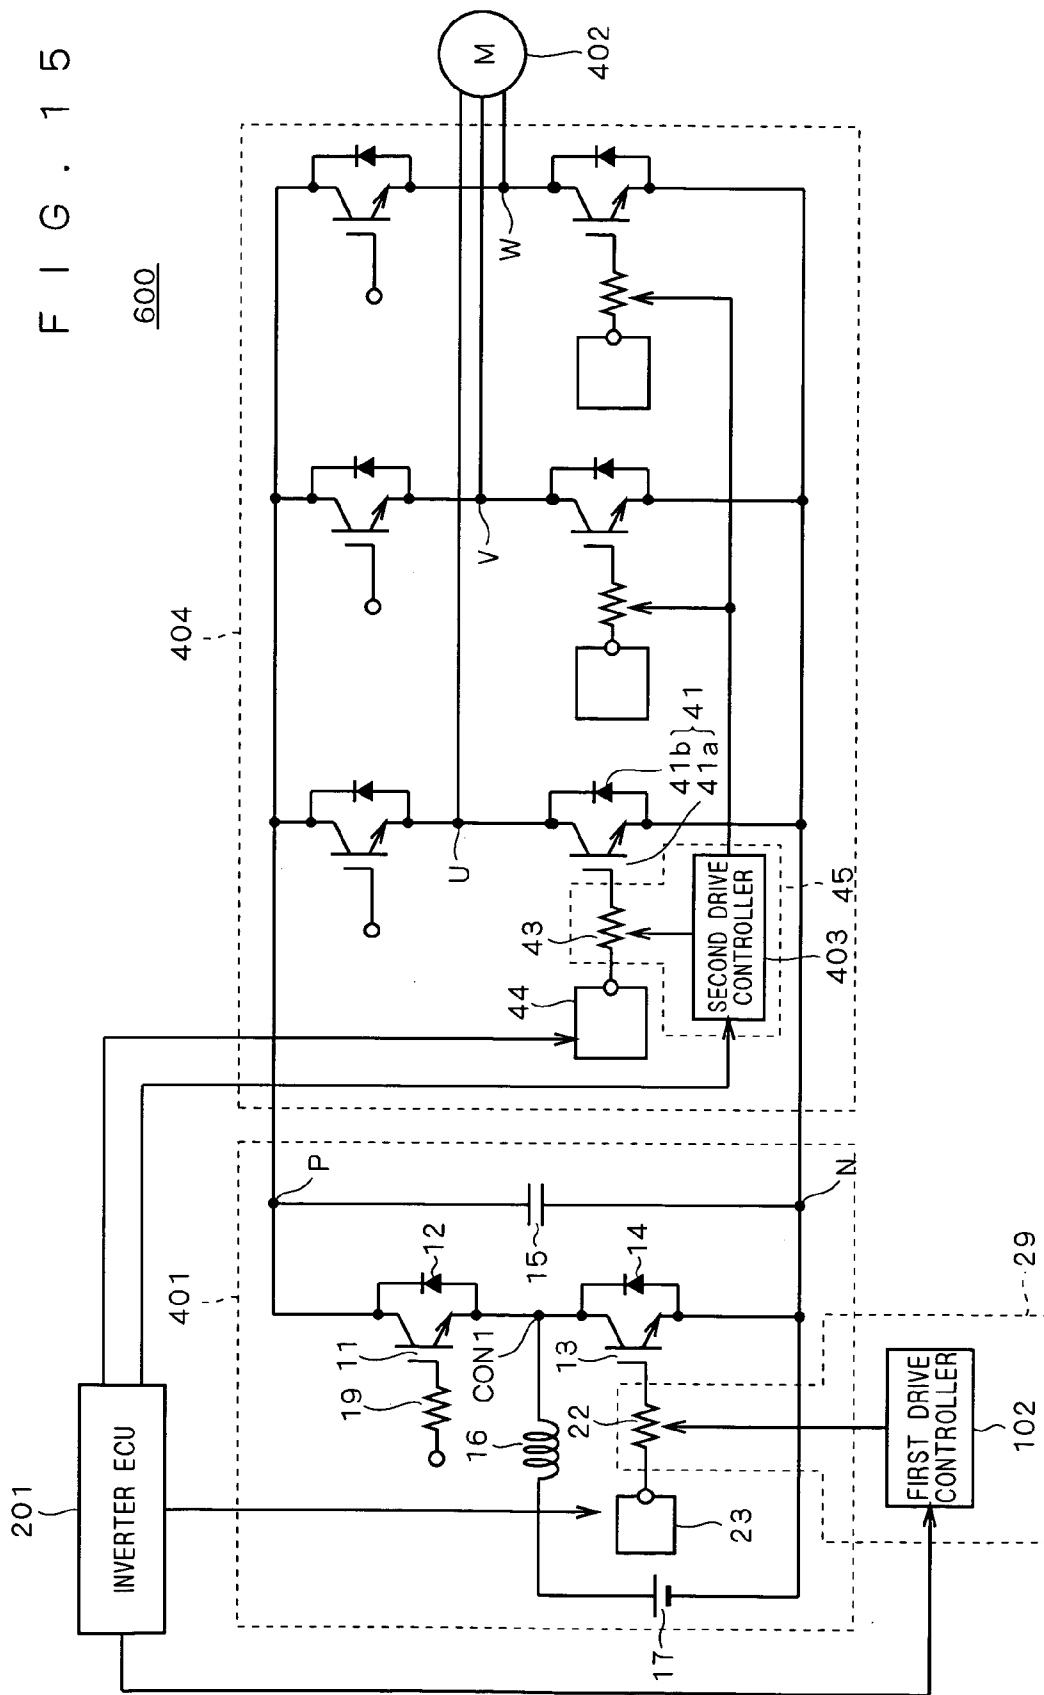 F I G . 1 5
600
201
INVERTER ECU
401
404
402
M
P
N
U
V
W
11
12
13
14
15
16
17
19
CON1
22
23
29
FIRST DRIVE
CONTROLLER
102
43
44
45
41b } 41
41a
SECOND DRIVE
CONTROLLER
403